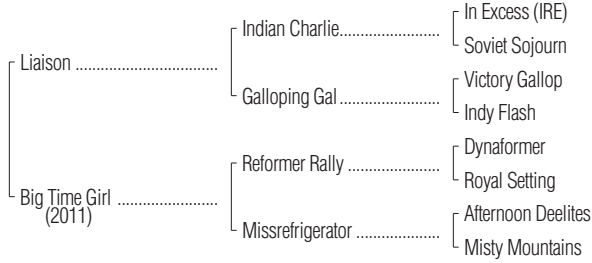 In Excess (IRE)
Indian Charlie..............................
Soviet Sojourn
Liaison ...........................................
Victory Gallop
Galloping Gal..............................
Indy Flash
Dynaformer
Reformer Rally ...........................
Royal Setting
Big Time Girl ..............................
(2011)
Afternoon Deelites
Missrefrigerator .........................
Misty Mountains